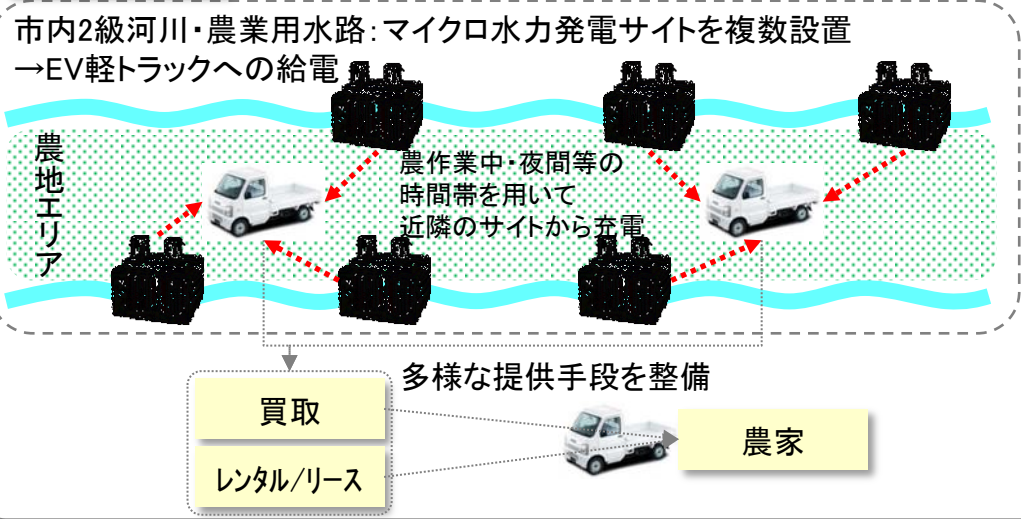 市内2級河川・農業用水路：マイクロ水力発電サイトを複数設置
→EV軽トラックへの給電
農地エリア
農作業中・夜間等の
時間帯を用いて
近隣のサイトから充電
多様な提供手段を整備
買取
レンタル/リース
農家